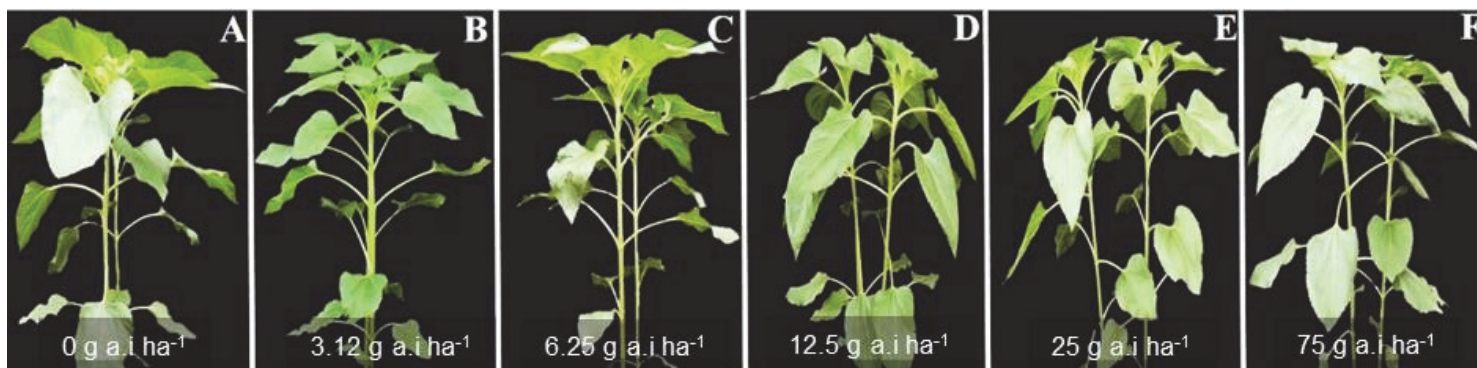 A
B
C
D
E
F
0 g a.i ha⁻¹
3.12 g a.i ha⁻¹
6.25 g a.i ha⁻¹
12.5 g a.i ha⁻¹
25 g a.i ha⁻¹
75 g a.i ha⁻¹